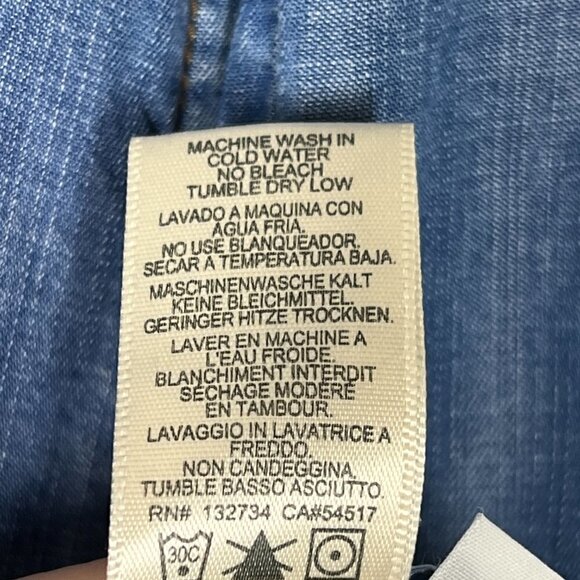 MACHINE WASH IN
COLD WATER
NO BLEACH
TUMBLE DRY LOW
LAVADO A MAQUINA CON
AGUA FRIA.
NO USE BLANQUEADOR.
SECAR A TEMPERATURA BAJA.
MASCHINENWASCHE KALT
KEINE BLEICHMITTEL.
GERINGER HITZE TROCKNEN.
LAVER EN MACHINE A
L'EAU FROIDE.
BLANCHIMENT INTERDIT
SÉCHAGE MODÉRÉ
EN TAMBOUR.
LAVAGGIO IN LAVATRICE A
FREDDO.
NON CANDEGGINA.
TUMBLE BASSO ASCIUTTO.
RN# 132734 CA#54517
30C